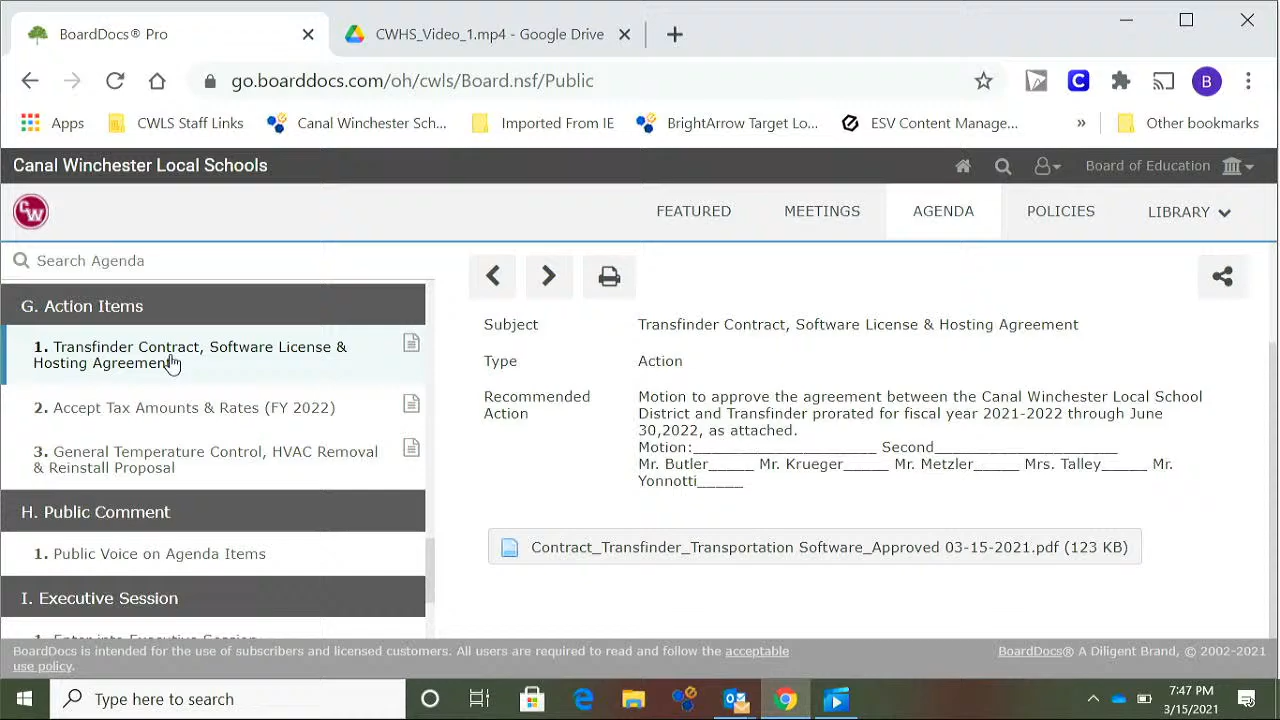 BoardDocs® Pro
CWHS_Video_1.mp4 - Google Drive
go.boarddocs.com/oh/cwls/Board.nsf/Public
C
B
Apps
CWLS Staff Links
Canal Winchester Sch...
Imported From IE
BrightArrow Target Lo...
ESV Content Manage...
»
Other bookmarks
Canal Winchester Local Schools
Board of Education
CW
FEATURED
MEETINGS
AGENDA
POLICIES
LIBRARY
Search Agenda
G. Action Items
1. Transfinder Contract, Software License &
Hosting Agreement
2. Accept Tax Amounts & Rates (FY 2022)
3. General Temperature Control, HVAC Removal
& Reinstall Proposal
H. Public Comment
1. Public Voice on Agenda Items
I. Executive Session
1. Enter into Executive Session
Subject
Transfinder Contract, Software License & Hosting Agreement
Type
Action
Recommended
Action
Motion to approve the agreement between the Canal Winchester Local School
District and Transfinder prorated for fiscal year 2021-2022 through June
30,2022, as attached.
Motion:______________________ Second______________________
Mr. Butler_____ Mr. Krueger_____ Mr. Metzler_____ Mrs. Talley_____ Mr.
Yonnotti_____
Contract_Transfinder_Transportation Software_Approved 03-15-2021.pdf (123 KB)
BoardDocs is intended for the use of subscribers and licensed customers. All users are required to read and follow the acceptable
use policy.
BoardDocs® A Diligent Brand, © 2002-2021
Type here to search
7:47 PM
3/15/2021